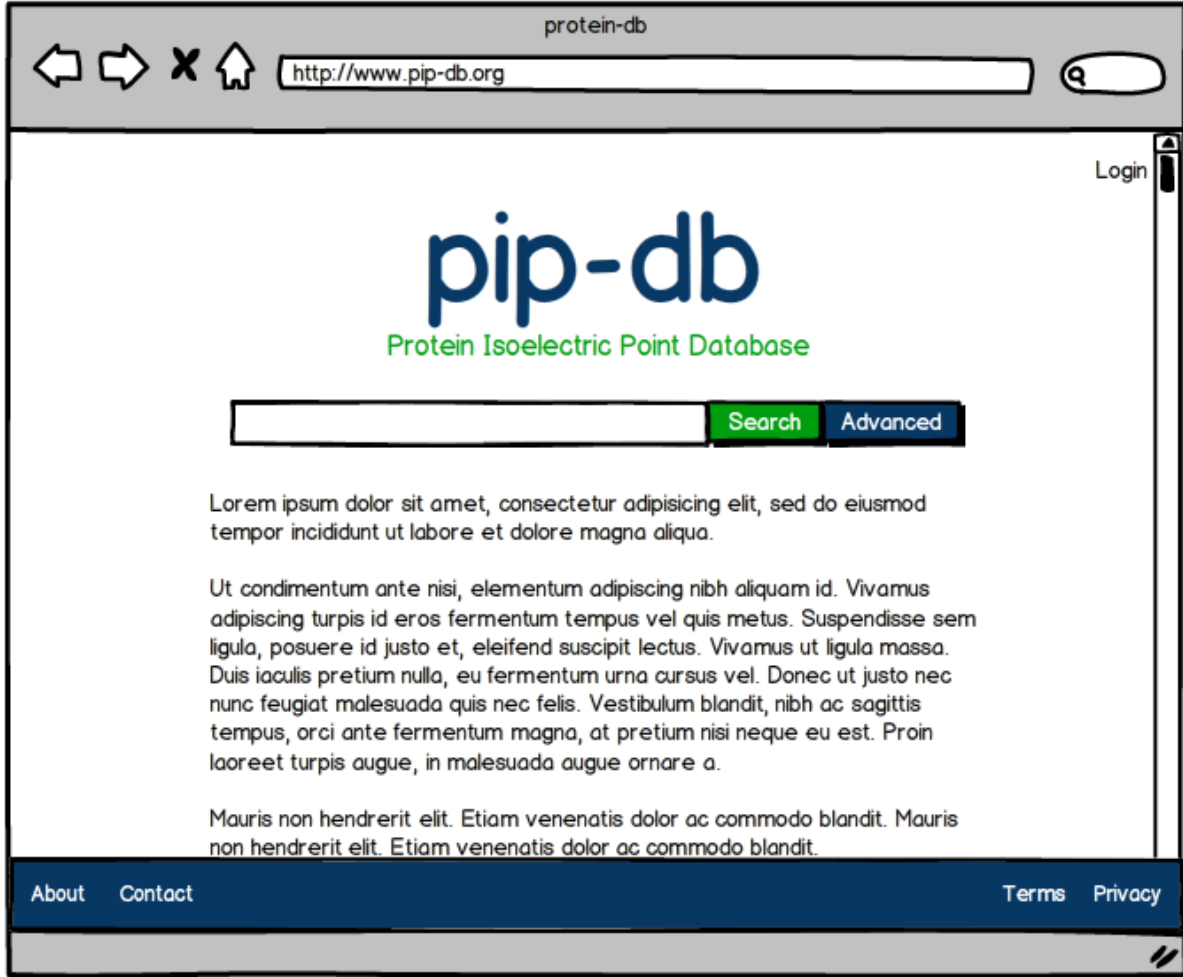 protein-db
http://www.pip-db.org
Login
pip-db
Protein Isoelectric Point Database
Search Advanced
Lorem ipsum dolor sit amet, consectetur adipisicing elit, sed do eiusmod
tempor incididunt ut labore et dolore magna aliqua.
Ut condimentum ante nisi, elementum adipiscing nibh aliquam id. Vivamus
adipiscing turpis id eros fermentum tempus vel quis metus. Suspendisse sem
ligula, posuere id justo et, eleifend suscipit lectus. Vivamus ut ligula massa.
Duis iaculis pretium nulla, eu fermentum urna cursus vel. Donec ut justo nec
nunc feugiat malesuada quis nec felis. Vestibulum blandit, nibh ac sagittis
tempus, orci ante fermentum magna, at pretium nisi neque eu est. Proin
laoreet turpis augue, in malesuada augue ornare a.
Mauris non hendrerit elit. Etiam venenatis dolor ac commodo blandit. Mauris
non hendrerit elit. Etiam venenatis dolor ac commodo blandit.
About Contact Terms Privacy